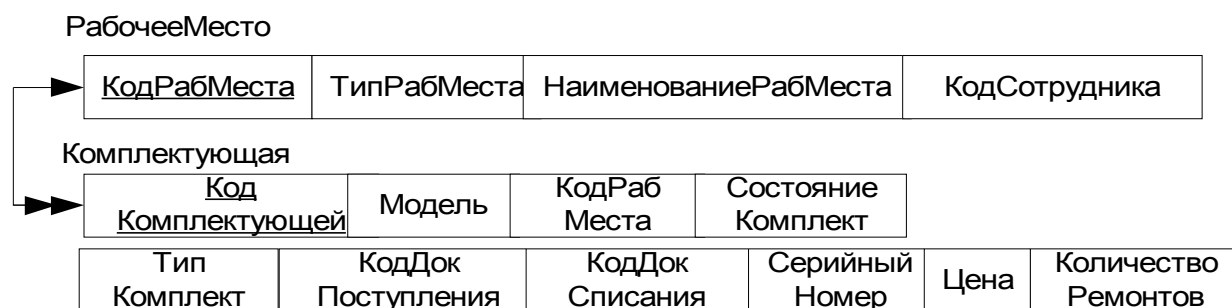 РабочееМесто
КодРабМеста ТипРабМеста НаименованиеРабМеста КодСотрудника
Комплектующая
Код Комплектующей Модель КодРаб Места Состояние Комплект
Тип Комплект КодДок Поступления КодДок Списания Серийный Номер Цена Количество Ремонтов